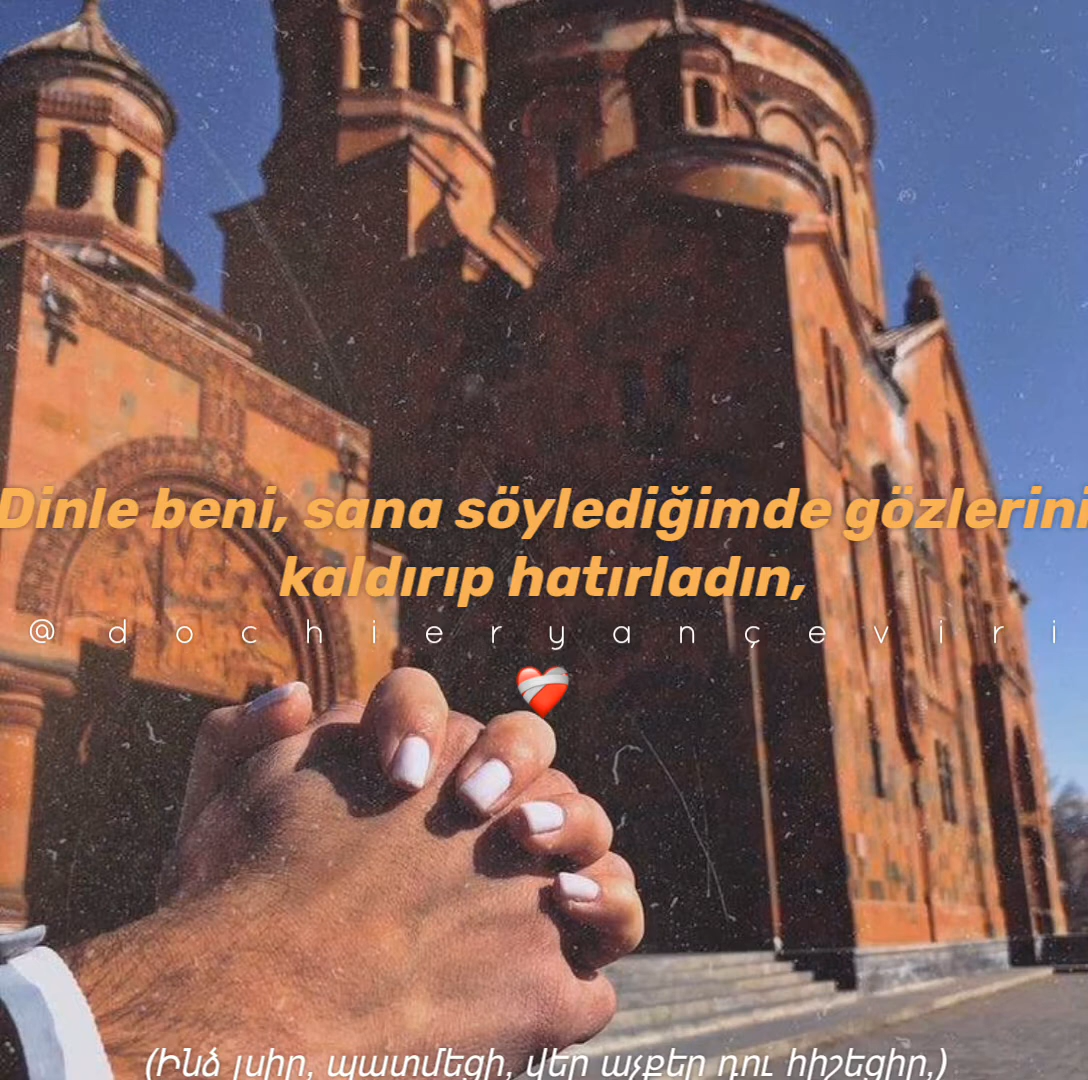 Dinle beni, sana söylediğimde gözlerini
kaldırıp hatırladın,
@dochieryançeviri
(Ինձ լսիր, պատմեցի, վեր աչքեր դու հիշեցիր,)